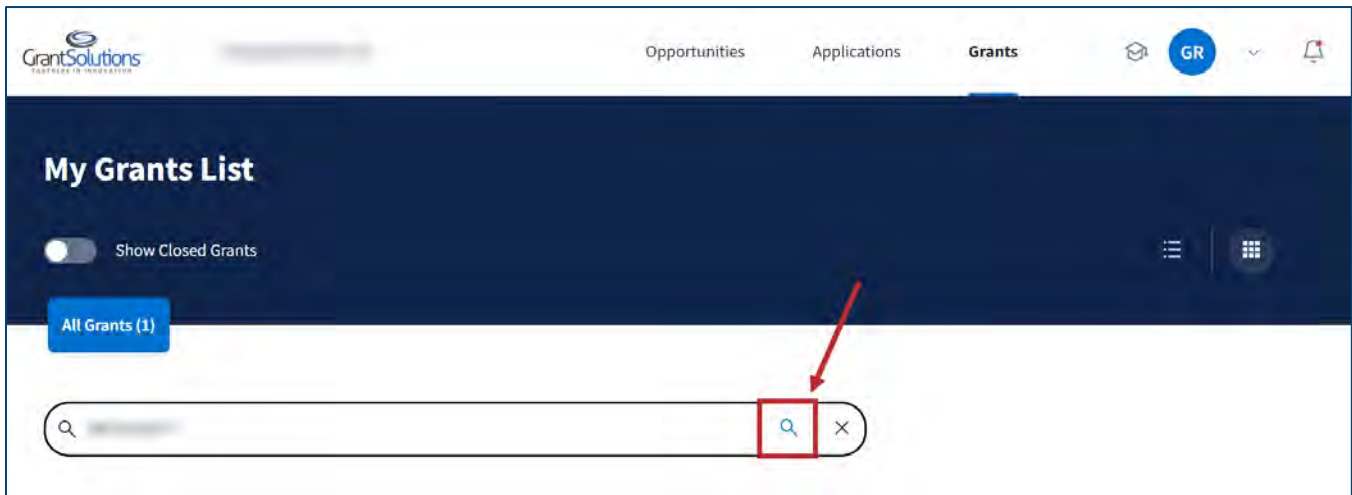 GrantSolutions
PARTNERS IN INNOVATION
Opportunities Applications Grants GR
My Grants List
Show Closed Grants
All Grants (1)